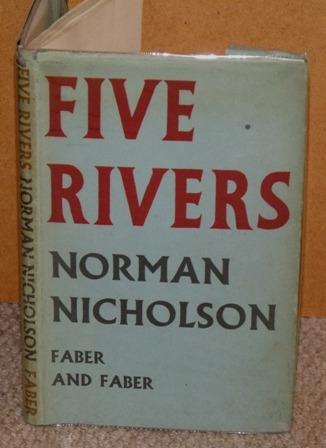 FIVE
RIVERS
NORMAN
NICHOLSON
FABER
AND FABER
FIVE RIVERS NORMAN NICHOLSON FABER